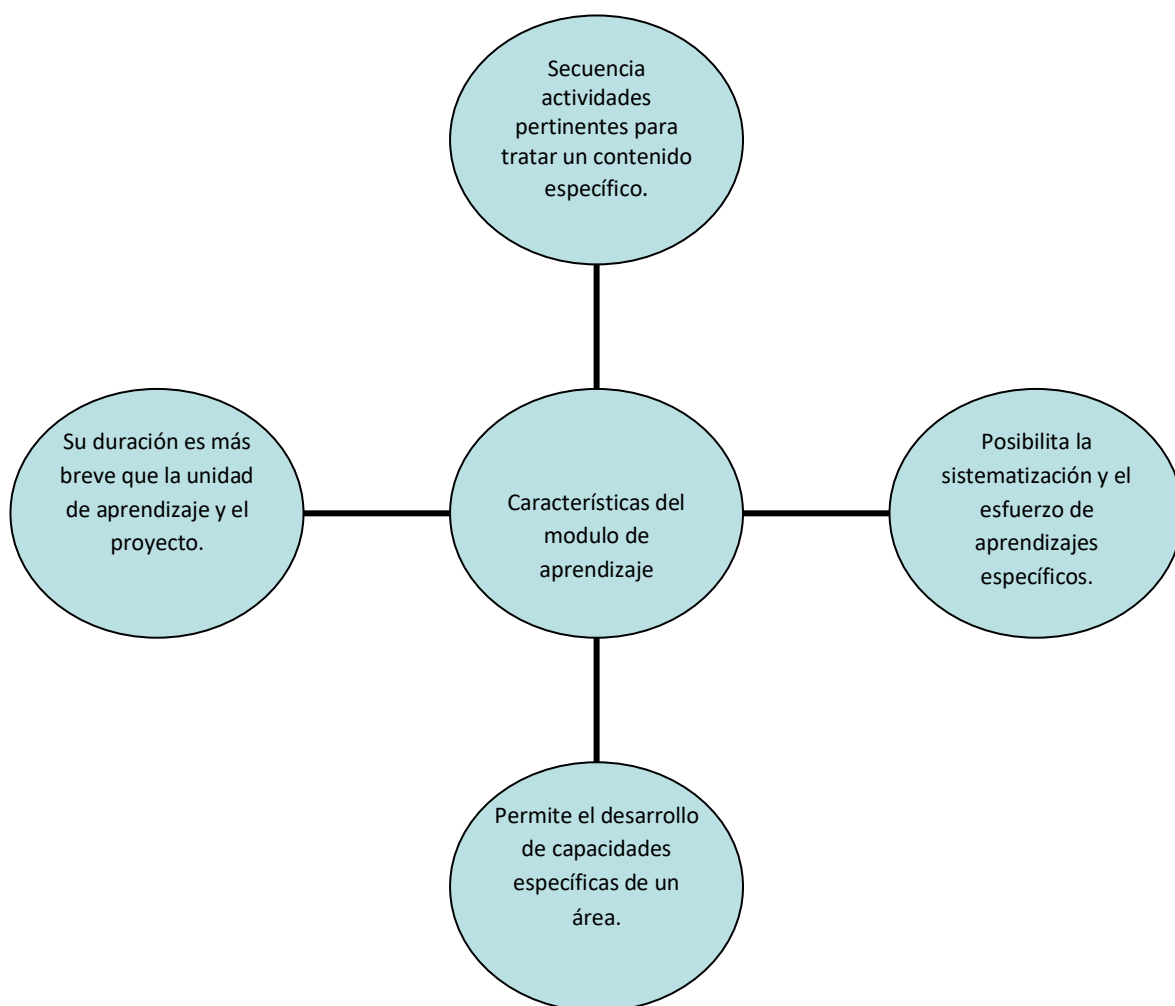 Secuencia
actividades
pertinentes para
tratar un contenido
específico.
Su duración es más
breve que la unidad
de aprendizaje y el
proyecto.
Características del
modulo de
aprendizaje
Posibilita la
sistematización y el
esfuerzo de
aprendizajes
específicos.
Permite el desarrollo
de capacidades
específicas de un
área.